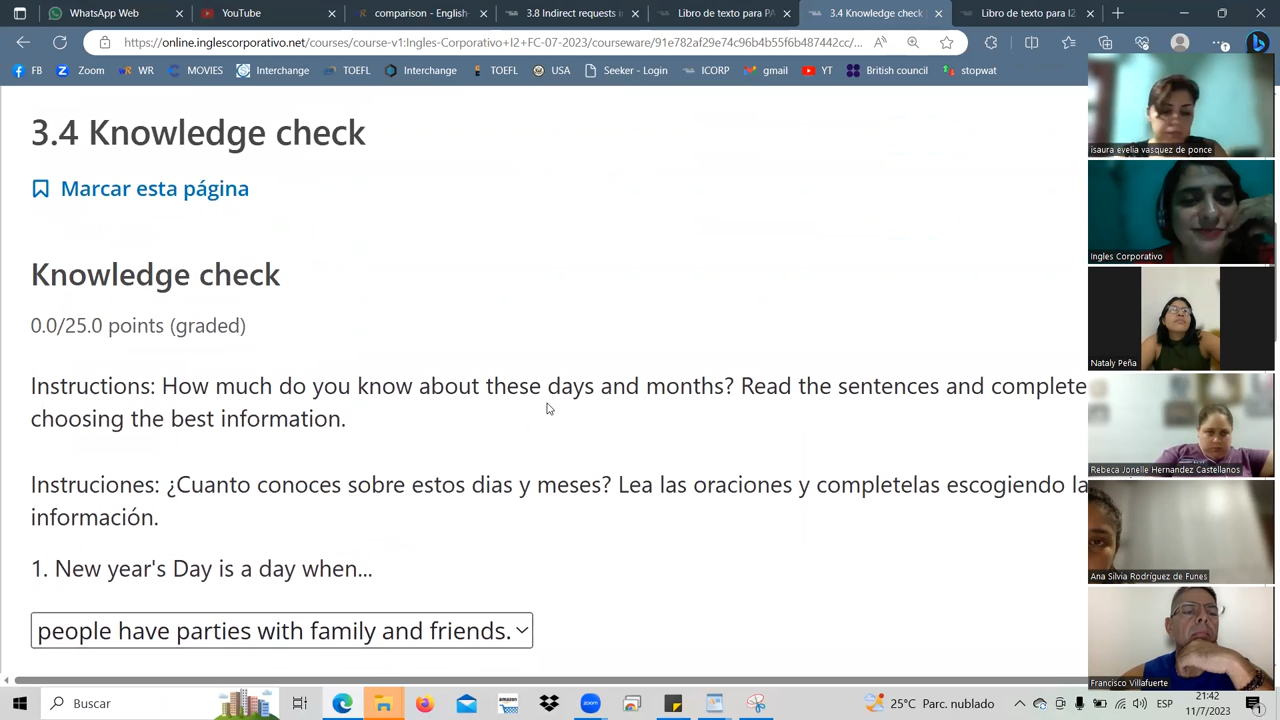 WhatsApp
R
comparison - English
3.8 Indirect requests i
Libro de texto para PA
3.4 Knowledge check
Libro de texto para I2
https://online.inglescorporativo.net/courses/course-v1:Ingles-Corporativo+I2+FC-07-2023/courseware/91e782af29e74c96b4b55f6b487442cc/...
FB
Zoom
WR
MOVIES
Interchange
TOEFL
Interchange
TOEFL
USA
Seeker - Login
ICORP
gmail
YT
British council
stopwat
3.4 Knowledge check
Marcar esta página
Knowledge check
0.0/25.0 points (graded)
Instructions: How much do you know about these days and months? Read the sentences and complete
choosing the best information.
Instruciones: ¿Cuanto conoces sobre estos dias y meses? Lea las oraciones y completelas escogiendo la
información.
1. New year's Day is a day when...
people have parties with family and friends.
isaura evelia vasquez de ponce
Ingles Corporativo
Nataly Peña
Rebeca Jonelle Hernandez Castellanos
Ana Silvia Rodríguez de Funes
Francisco Villafuerte
Buscar
25°C Parc. nublado
ESP
21:42
11/7/2023
1